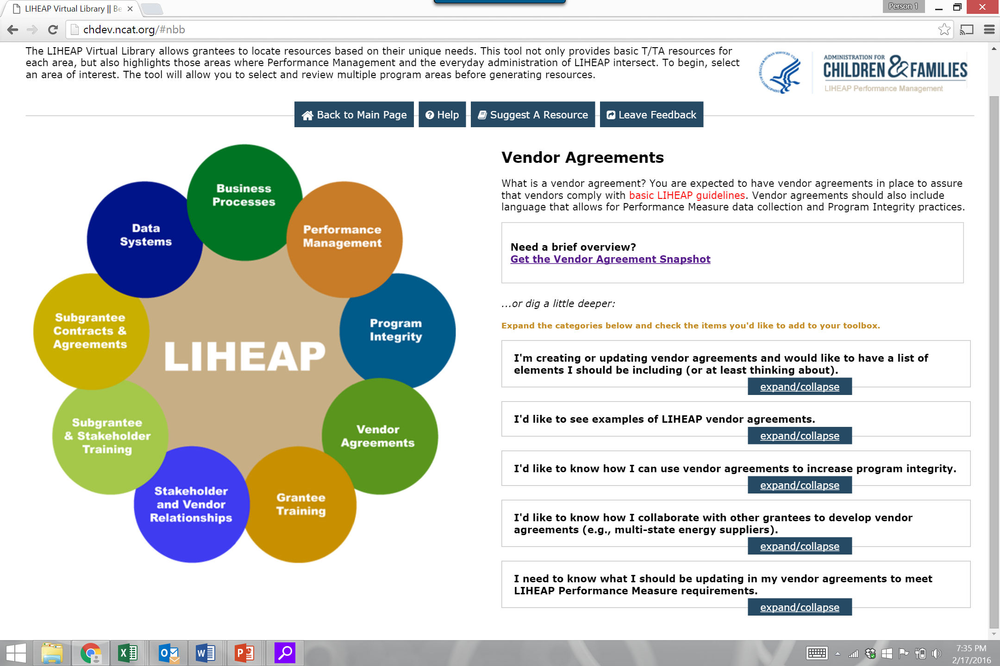 LIHEAP Virtual Library || Be
Person 1
chdev.ncat.org/#nbb
The LIHEAP Virtual Library allows grantees to locate resources based on their unique needs. This tool not only provides basic T/TA resources for
each area, but also highlights those areas where Performance Management and the everyday administration of LIHEAP intersect. To begin, select
an area of interest. The tool will allow you to select and review multiple program areas before generating resources.
ADMINISTRATION FOR
CHILDREN & FAMILIES
LIHEAP Performance Management
Back to Main Page
Help
Suggest A Resource
Leave Feedback
Business
Processes
Performance
Management
Data
Systems
Program
Integrity
Subgrantee
Contracts &
Agreements
LIHEAP
Vendor
Agreements
Subgrantee
& Stakeholder
Training
Grantee
Training
Stakeholder
and Vendor
Relationships
Vendor Agreements
What is a vendor agreement? You are expected to have vendor agreements in place to assure
that vendors comply with basic LIHEAP guidelines. Vendor agreements should also include
language that allows for Performance Measure data collection and Program Integrity practices.
Need a brief overview?
Get the Vendor Agreement Snapshot
...or dig a little deeper:
Expand the categories below and check the items you'd like to add to your toolbox.
I'm creating or updating vendor agreements and would like to have a list of
elements I should be including (or at least thinking about).
expand/collapse
I'd like to see examples of LIHEAP vendor agreements.
expand/collapse
I'd like to know how I can use vendor agreements to increase program integrity.
expand/collapse
I'd like to know how I collaborate with other grantees to develop vendor
agreements (e.g., multi-state energy suppliers).
expand/collapse
I need to know what I should be updating in my vendor agreements to meet
LIHEAP Performance Measure requirements.
expand/collapse
7:35 PM
2/17/2016